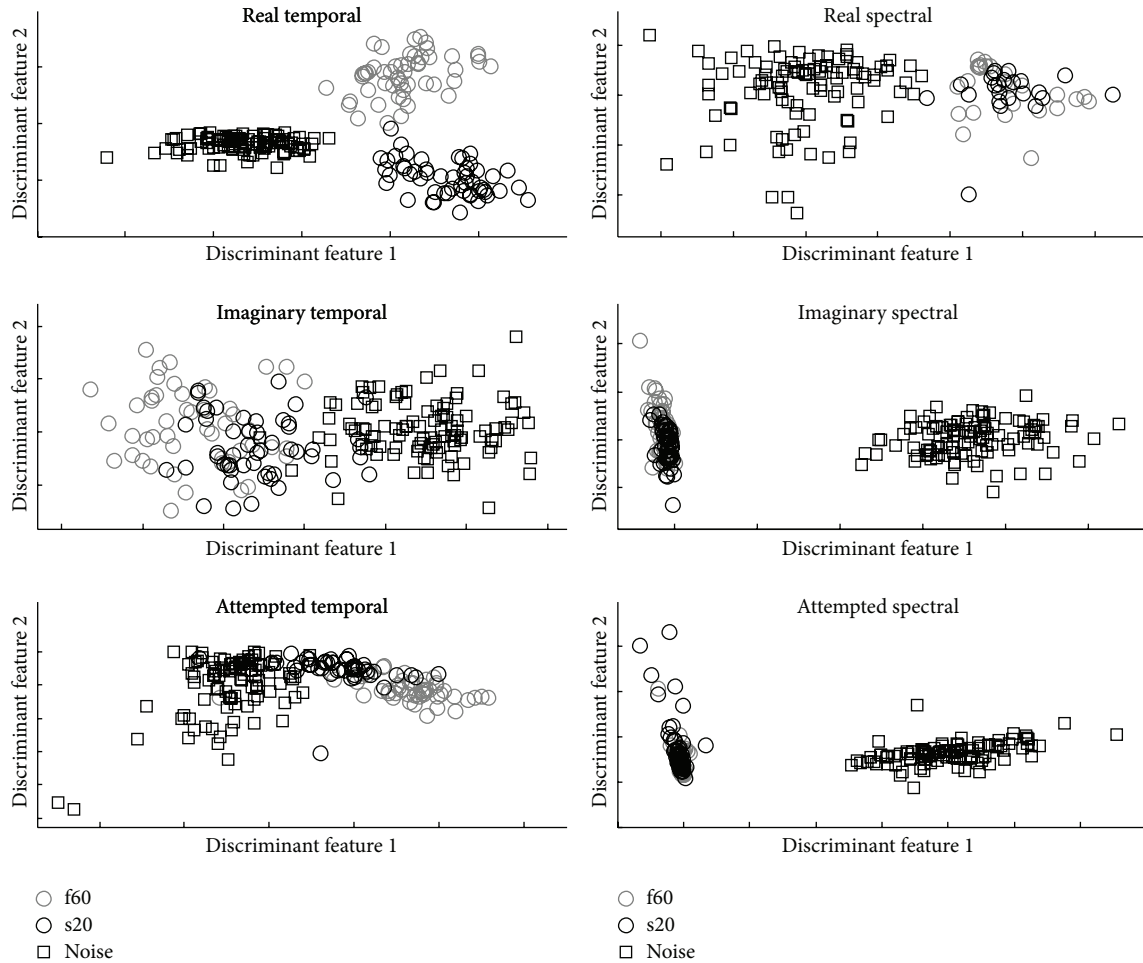 Real temporal
Discriminant feature 2
Discriminant feature 1
Real spectral
Discriminant feature 2
Discriminant feature 1
Imaginary temporal
Discriminant feature 2
Discriminant feature 1
Imaginary spectral
Discriminant feature 2
Discriminant feature 1
Attempted temporal
Discriminant feature 2
Discriminant feature 1
Attempted spectral
Discriminant feature 2
Discriminant feature 1
f60
s20
Noise
f60
s20
Noise